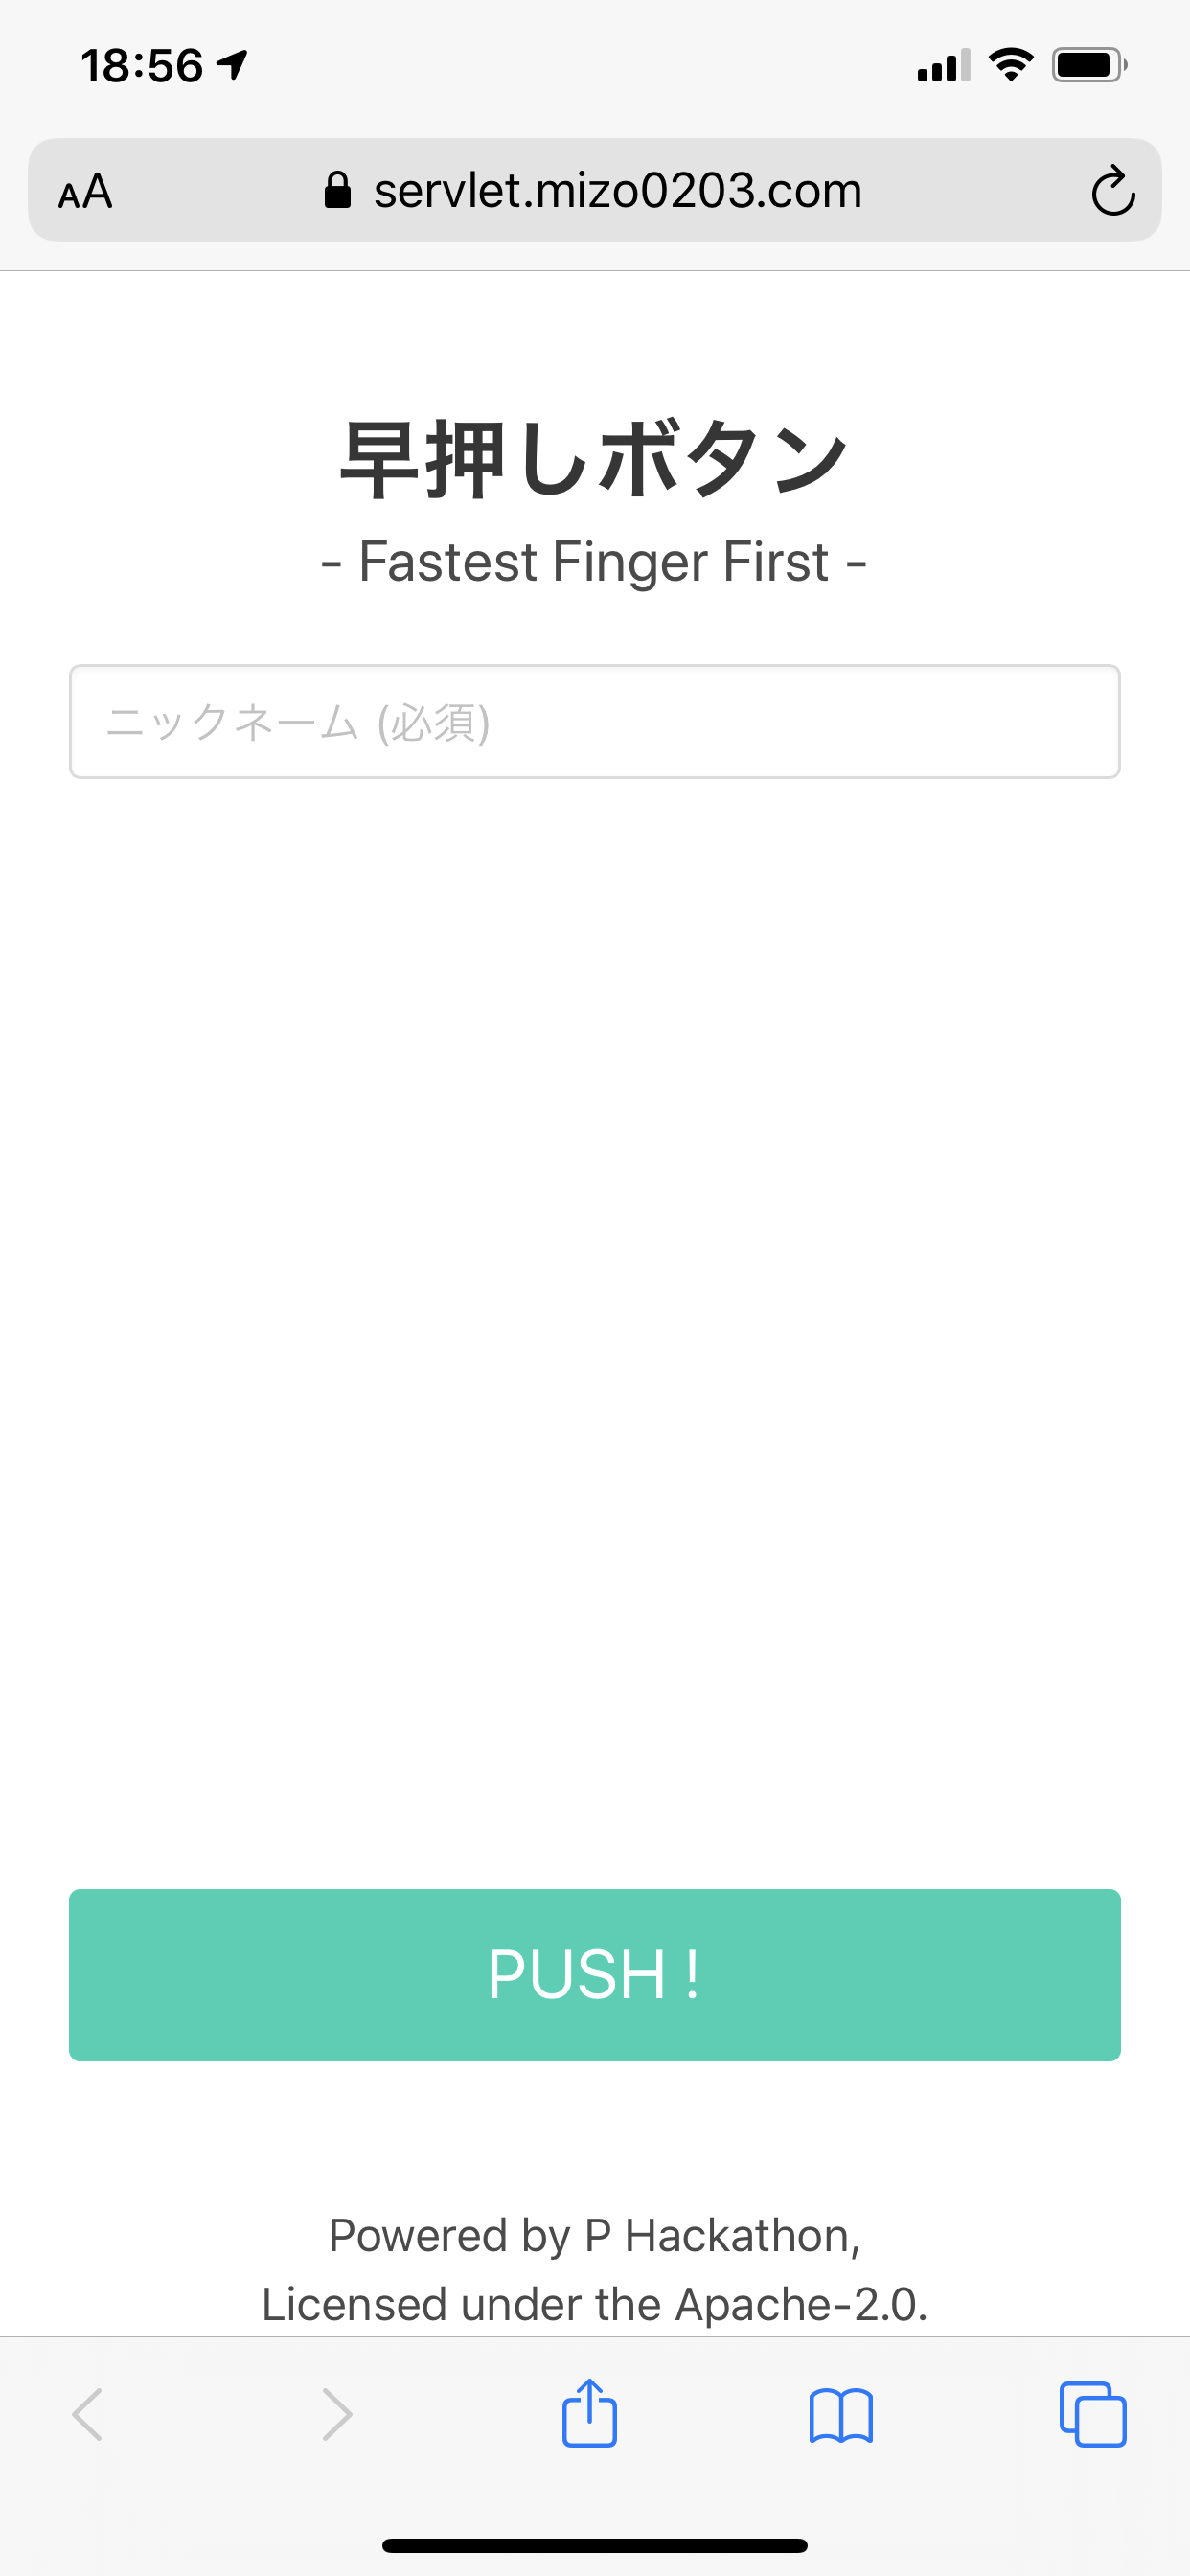 18:56
AA
servlet.mizo0203.com
早押しボタン
- Fastest Finger First -
ニックネーム (必須)
PUSH !
Powered by P Hackathon,
Licensed under the Apache-2.0.